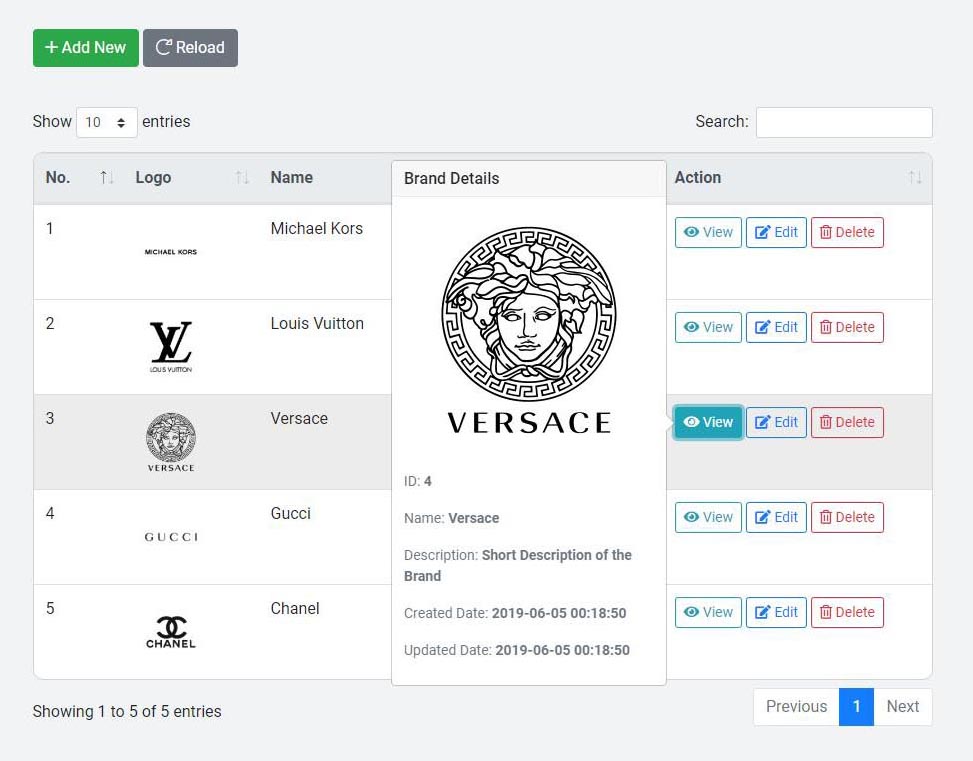 Add New Reload
Show 10 entries Search:
No. Logo Name Brand Details Action
1 MICHAEL KORS Michael Kors View Edit Delete
2 LOUIS VUITTON Louis Vuitton View Edit Delete
VERSACE
3 VERSACE Versace View Edit Delete
ID: 4
4 GUCCI Gucci View Edit Delete
Name: Versace
Description: Short Description of the
Brand
5 CHANEL Chanel View Edit Delete
Created Date: 2019-06-05 00:18:50
Updated Date: 2019-06-05 00:18:50
Showing 1 to 5 of 5 entries Previous 1 Next